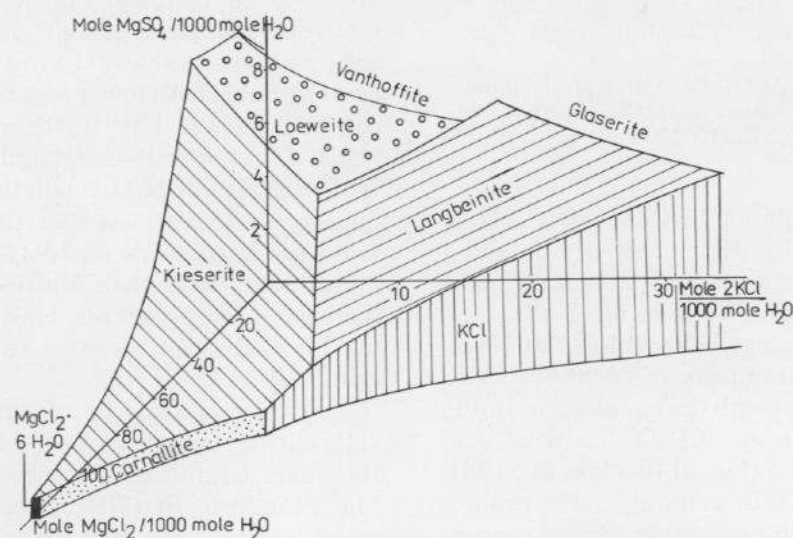 Mole MgSO4/1000 mole H2O
8
Vanthoffite
Glaserite
6
Loeweite
4
Langbeinite
2
Kieserite
10
20
30
Mole 2KCl
1000 mole H2O
20
KCl
40
60
MgCl2·
6 H2O
80
Carnallite
100
Mole MgCl2/1000 mole H2O